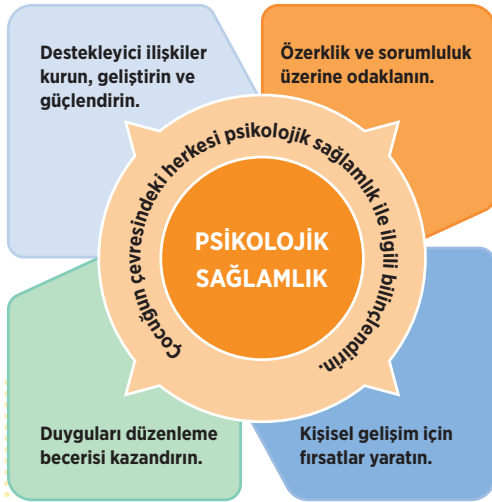 Destekleyici ilişkiler
kurun, geliştirin ve
güçlendirin.
Özerklik ve sorumluluk
üzerine odaklanın.
Çocuğun çevresindeki herkesi psikolojik sağlamlık ile ilgili bilinçlendirin.
PSİKOLOJİK
SAĞLAMLIK
Duyguları düzenleme
becerisi kazandırın.
Kişisel gelişim için
fırsatlar yaratın.